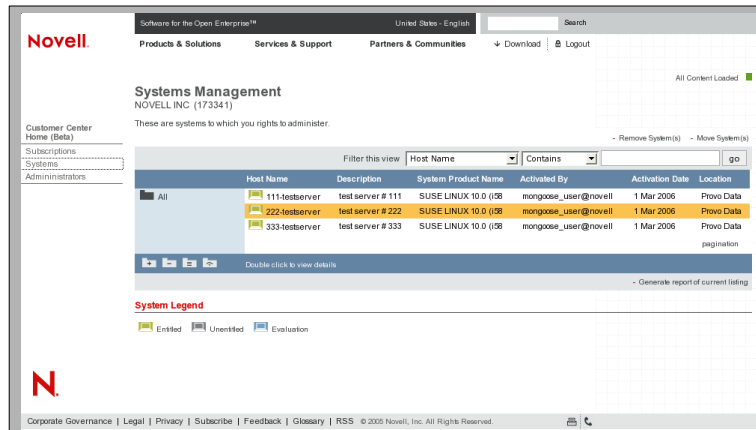 Software for the Open Enterprise™
United States - English
Search
Novell.
Products & Solutions
Services & Support
Partners & Communities
Download
Logout
All Content Loaded
Systems Management
NOVELL INC (173341)
These are systems to which you rights to administer.
Customer Center
Home (Beta)
Subscriptions
Systems
Admininistrators
- Remove System(s) - Move System(s)
Filter this view Host Name Contains go
Host Name Description System Product Name Activated By Activation Date Location
All
111-testserver test server # 111 SUSE LINUX 10.0 (i58 mongoose_user@novell 1 Mar 2006 Provo Data
222-testserver test server # 222 SUSE LINUX 10.0 (i58 mongoose_user@novell 1 Mar 2006 Provo Data
333-testserver test server # 333 SUSE LINUX 10.0 (i58 mongoose_user@novell 1 Mar 2006 Provo Data
pagination
Double click to view details
- Generate report of current listing
System Legend
Entitled Unentitled Evaluation
N.
Corporate Governance | Legal | Privacy | Subscribe | Feedback | Glossary | RSS © 2005 Novell, Inc. All Rights Reserved.